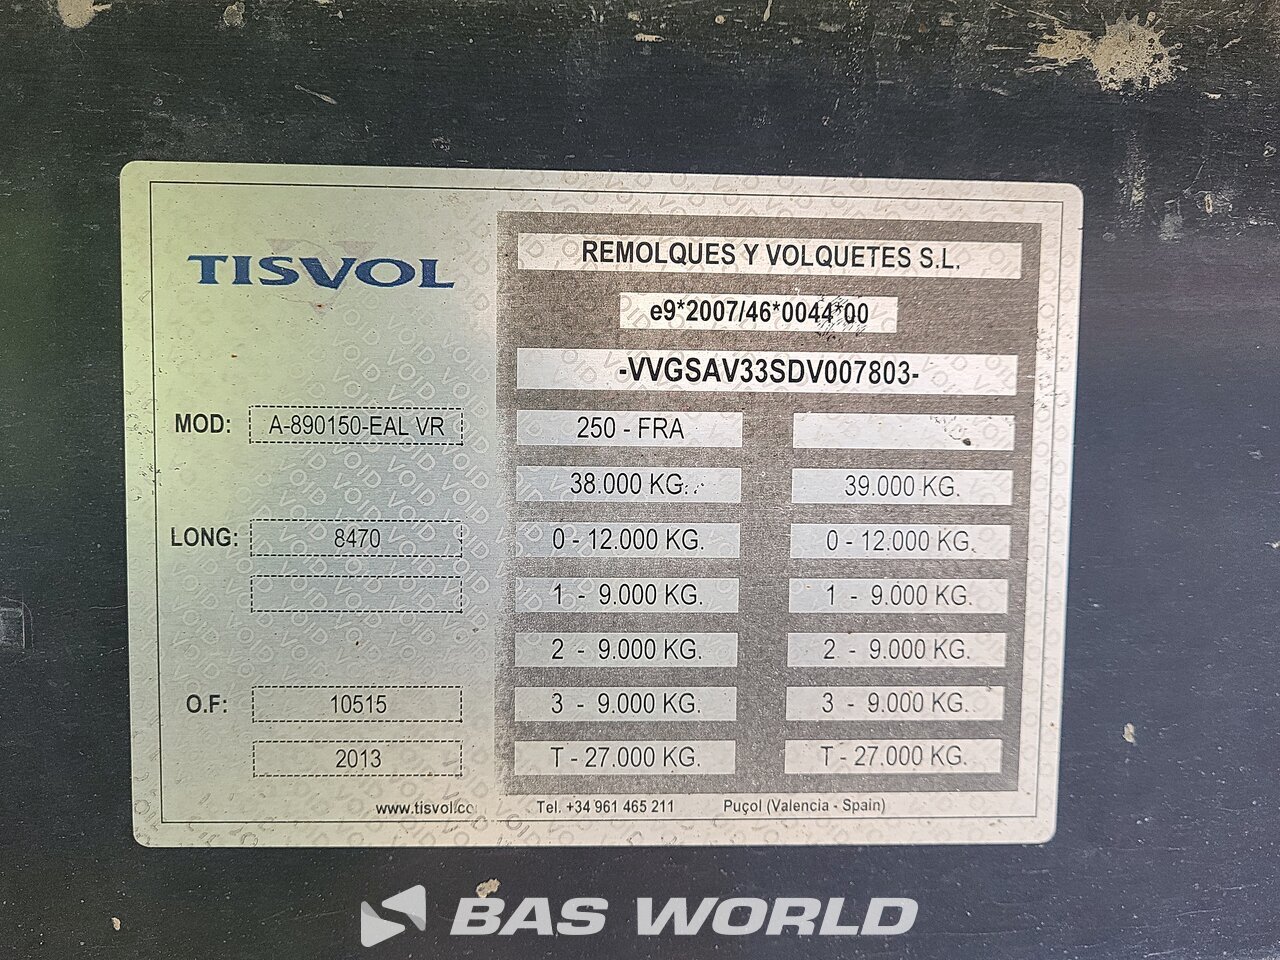 TISVOL
REMOLQUES Y VOLQUETES S.L.
e9*2007/46*0044*00
-VVGSAV33SDV007803-
MOD: A-890150-EAL VR
250 - FRA
38.000 KG.
39.000 KG.
LONG: 8470
0 - 12.000 KG.
0 - 12.000 KG.
1 - 9.000 KG.
1 - 9.000 KG.
2 - 9.000 KG.
2 - 9.000 KG.
O.F: 10515
3 - 9.000 KG.
3 - 9.000 KG.
2013
T - 27.000 KG.
T - 27.000 KG.
www.tisvol.co
Tel. +34 961 465 211
Puçol (Valencia - Spain)
BAS WORLD